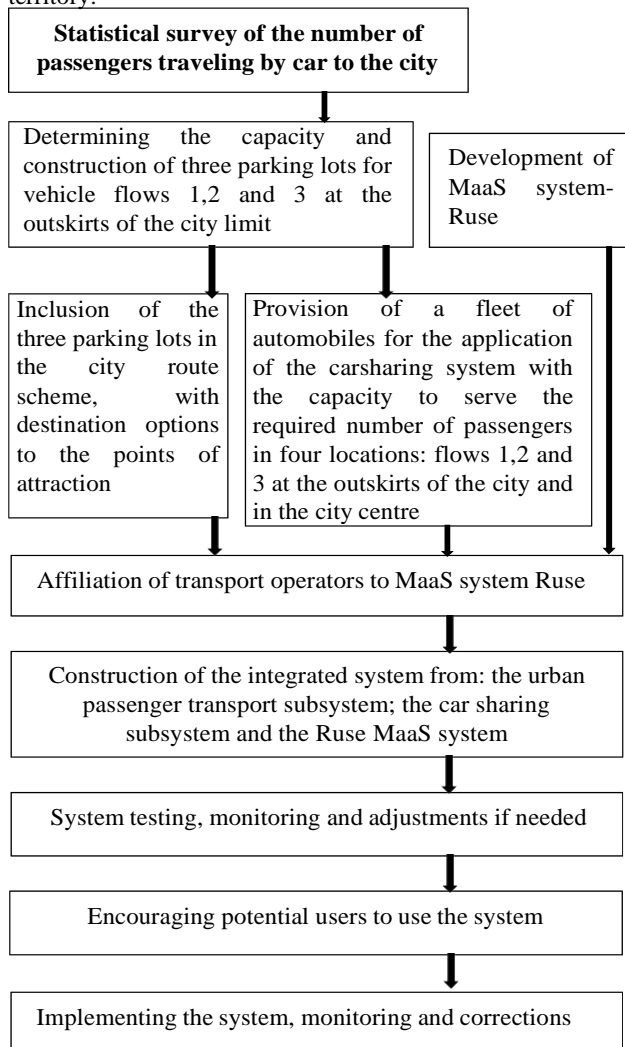 territory.
Statistical survey of the number of
passengers traveling by car to the city
Determining the capacity and
construction of three parking lots for
vehicle flows 1,2 and 3 at the
outskirts of the city limit
Development of
MaaS system-
Ruse
Inclusion of the
three parking lots in
the city route
scheme, with
destination options
to the points of
attraction
Provision of a fleet of
automobiles for the application
of the carsharing system with
the capacity to serve the
required number of passengers
in four locations: flows 1,2 and
3 at the outskirts of the city and
in the city centre
Affiliation of transport operators to MaaS system Ruse
Construction of the integrated system from: the urban
passenger transport subsystem; the car sharing
subsystem and the Ruse MaaS system
System testing, monitoring and adjustments if needed
Encouraging potential users to use the system
Implementing the system, monitoring and corrections